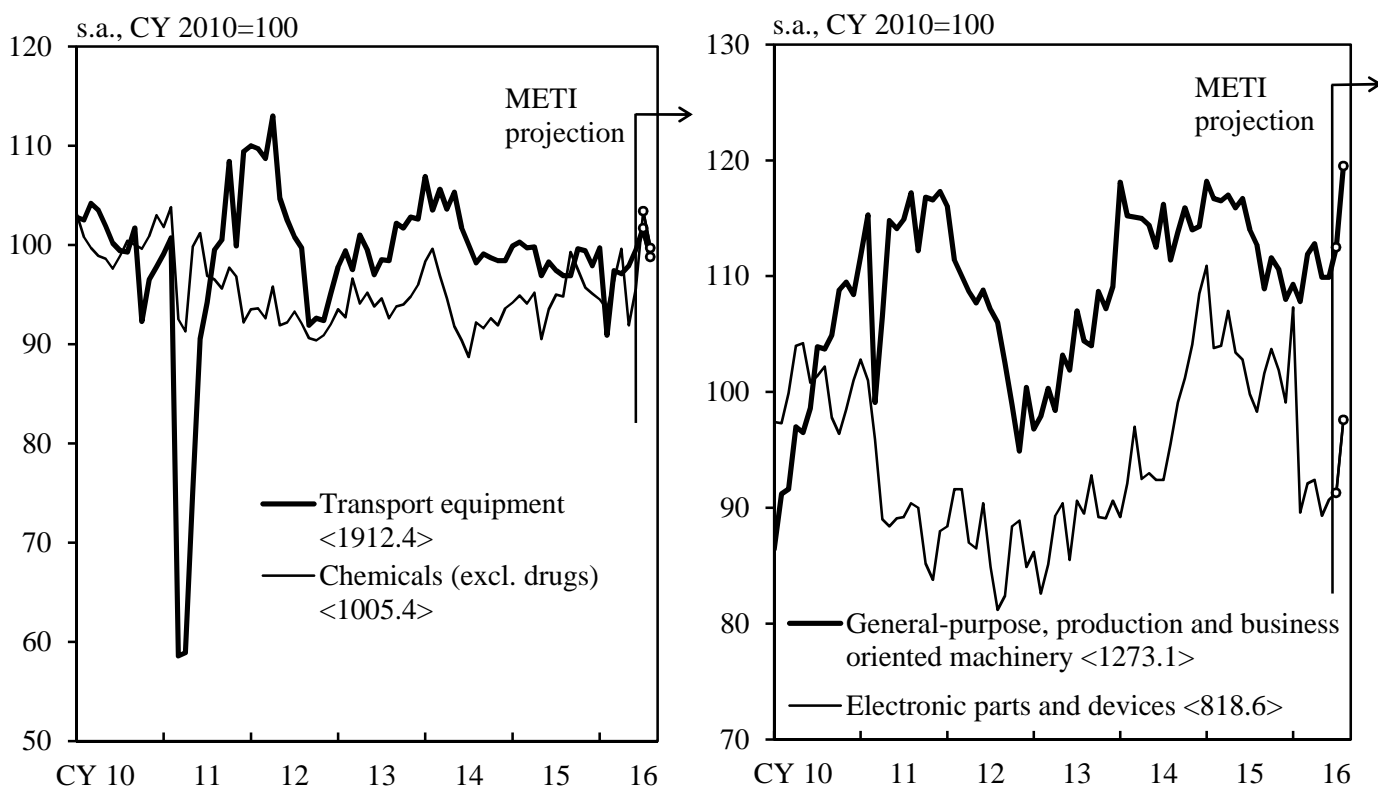 s.a., CY 2010=100
120
110
100
90
80
70
60
50
METI
projection
Transport equipment
<1912.4>
Chemicals (excl. drugs)
<1005.4>
CY 10 11 12 13 14 15 16
s.a., CY 2010=100
130
120
110
100
90
80
70
METI
projection
General-purpose, production and business
oriented machinery <1273.1>
Electronic parts and devices <818.6>
CY 10 11 12 13 14 15 16